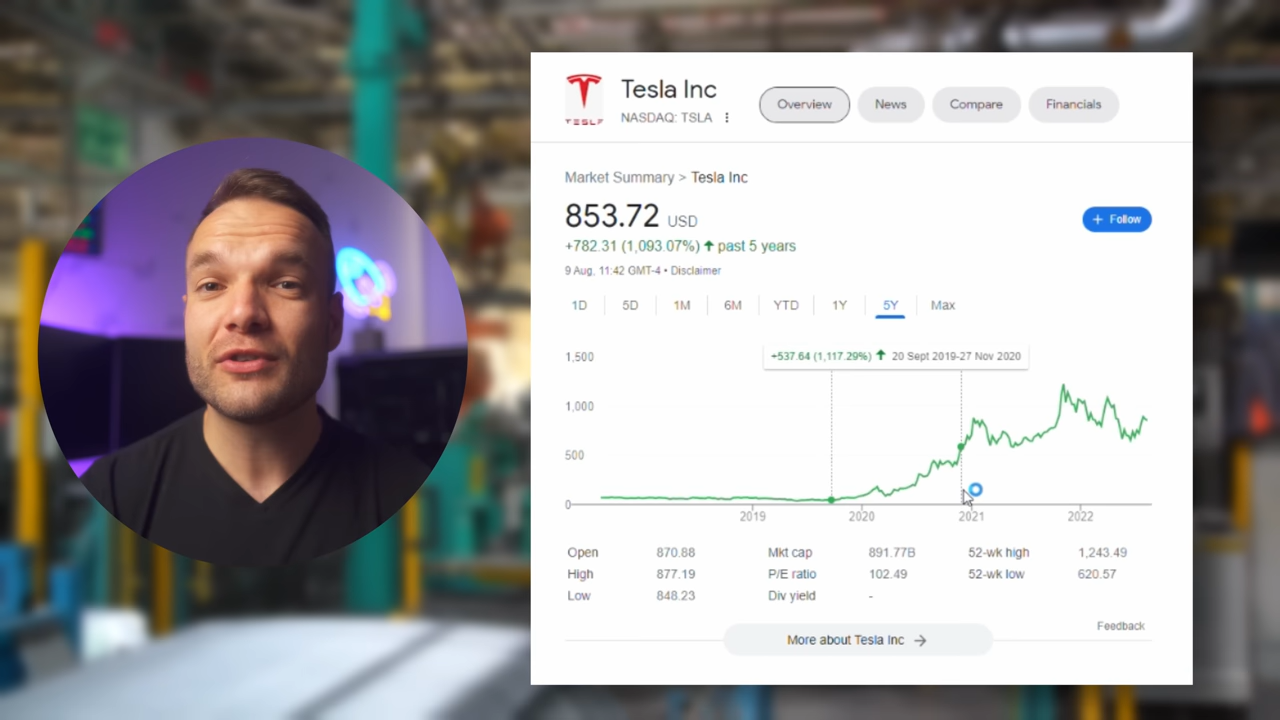 Tesla Inc
TESLA
NASDAQ: TSLA
Overview
News
Compare
Financials
Market Summary > Tesla Inc
853.72 USD
+ Follow
+782.31 (1,093.07%) ↑ past 5 years
9 Aug, 11:42 GMT-4 • Disclaimer
1D 5D 1M 6M YTD 1Y 5Y Max
+537.64 (1,117.29%) ↑ 20 Sept 2019-27 Nov 2020
1,500
1,000
500
0
2019 2020 2021 2022
Open 870.88 Mkt cap 891.77B 52-wk high 1,243.49
High 877.19 P/E ratio 102.49 52-wk low 620.57
Low 848.23 Div yield -
Feedback
More about Tesla Inc →